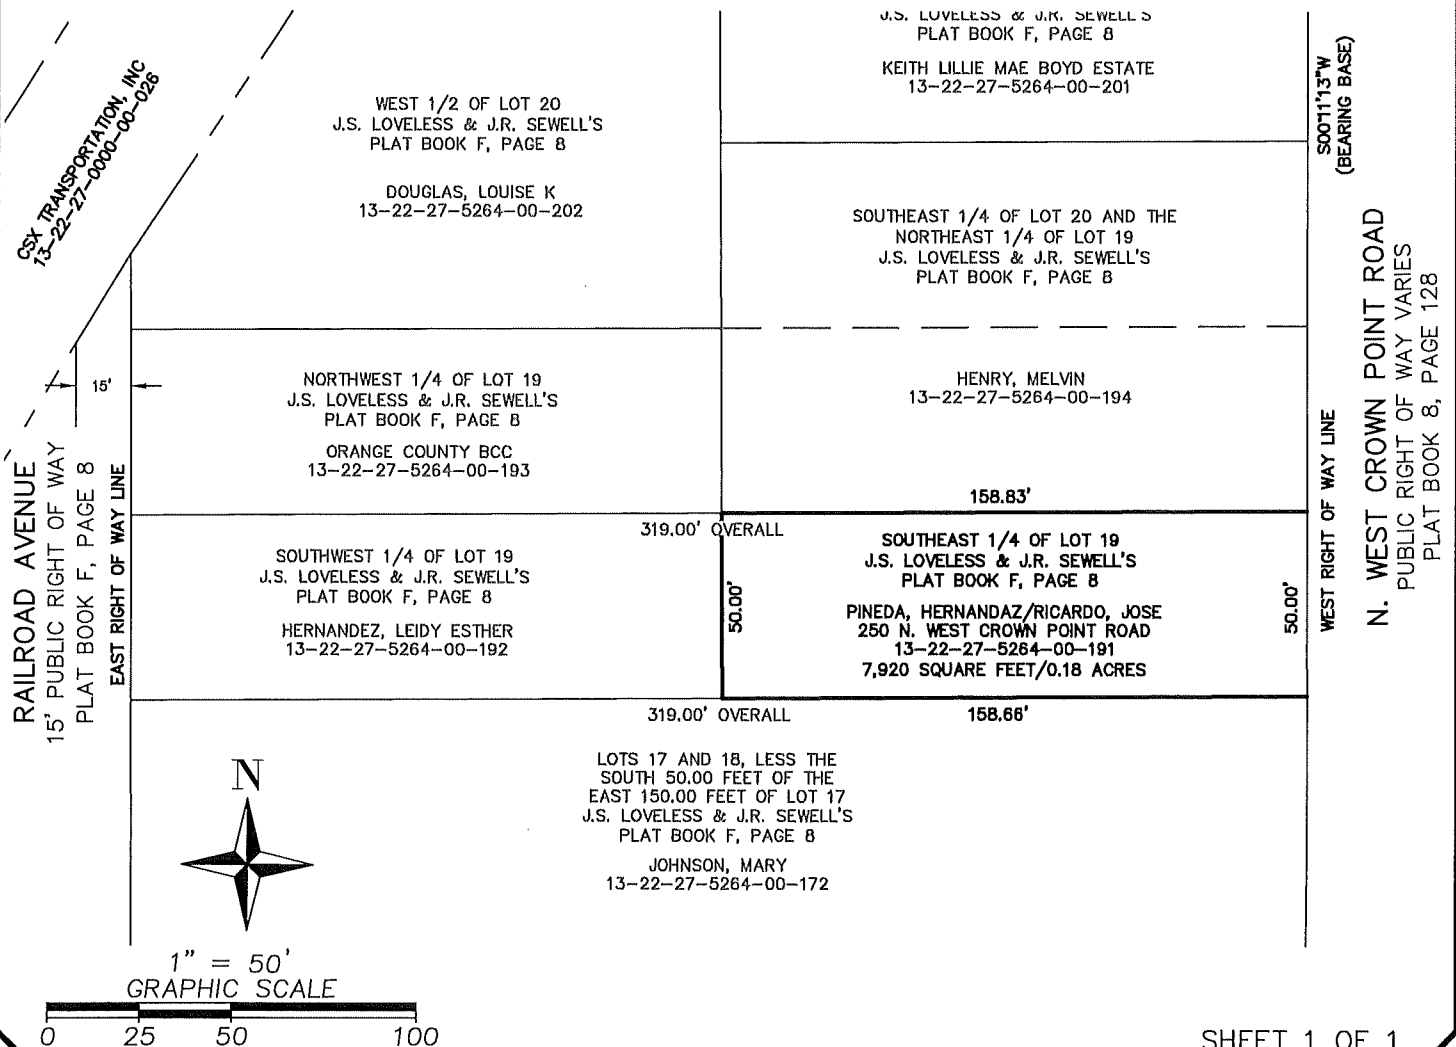 J.S. LOVELESS & J.R. SEWELL'S
PLAT BOOK F, PAGE 8
KEITH LILLIE MAE BOYD ESTATE
13-22-27-5264-00-201
S00°11'13"W
(BEARING BASE)
CSX TRANSPORTATION, INC
13-22-27-0000-00-026
WEST 1/2 OF LOT 20
J.S. LOVELESS & J.R. SEWELL'S
PLAT BOOK F, PAGE 8
DOUGLAS, LOUISE K
13-22-27-5264-00-202
SOUTHEAST 1/4 OF LOT 20 AND THE
NORTHEAST 1/4 OF LOT 19
J.S. LOVELESS & J.R. SEWELL'S
PLAT BOOK F, PAGE 8
HENRY, MELVIN
13-22-27-5264-00-194
N. WEST CROWN POINT ROAD
PUBLIC RIGHT OF WAY VARIES
PLAT BOOK 8, PAGE 128
WEST RIGHT OF WAY LINE
15'
NORTHWEST 1/4 OF LOT 19
J.S. LOVELESS & J.R. SEWELL'S
PLAT BOOK F, PAGE 8
ORANGE COUNTY BCC
13-22-27-5264-00-193
RAILROAD AVENUE
15' PUBLIC RIGHT OF WAY
PLAT BOOK F, PAGE 8
EAST RIGHT OF WAY LINE
158.83'
319.00' OVERALL
SOUTHWEST 1/4 OF LOT 19
J.S. LOVELESS & J.R. SEWELL'S
PLAT BOOK F, PAGE 8
HERNANDEZ, LEIDY ESTHER
13-22-27-5264-00-192
50.00'
SOUTHEAST 1/4 OF LOT 19
J.S. LOVELESS & J.R. SEWELL'S
PLAT BOOK F, PAGE 8
PINEDA, HERNANDAZ/RICARDO, JOSE
250 N. WEST CROWN POINT ROAD
13-22-27-5264-00-191
7,920 SQUARE FEET/0.18 ACRES
50.00'
319.00' OVERALL
158.66'
LOTS 17 AND 18, LESS THE
SOUTH 50.00 FEET OF THE
EAST 150.00 FEET OF LOT 17
J.S. LOVELESS & J.R. SEWELL'S
PLAT BOOK F, PAGE 8
JOHNSON, MARY
13-22-27-5264-00-172
N
1" = 50'
GRAPHIC SCALE
0 25 50 100
SHEET 1 OF 1